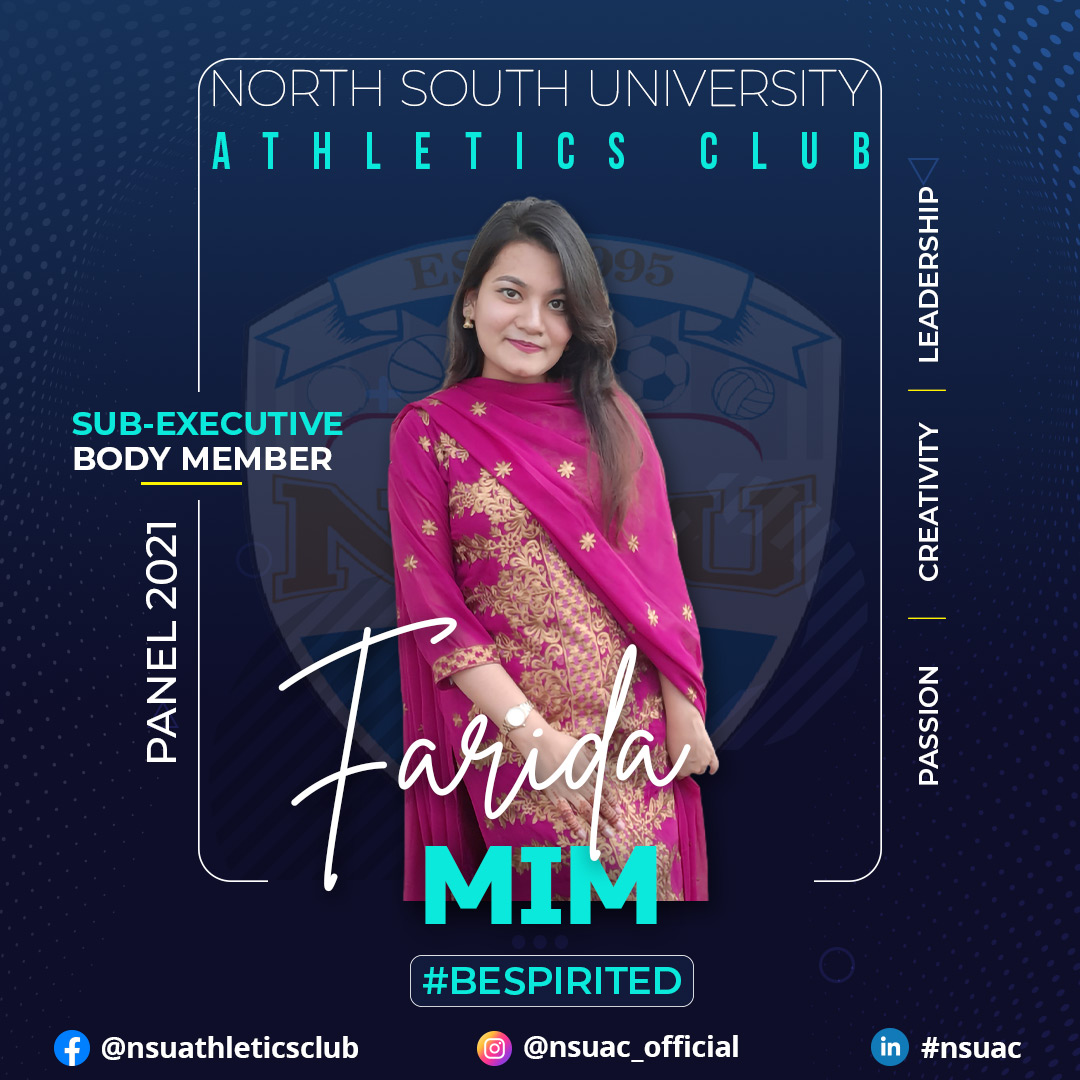 NORTH SOUTH UNIVERSITY
ATHLETICS CLUB
SUB-EXECUTIVE
BODY MEMBER
PANEL 2021
LEADERSHIP
CREATIVITY
PASSION
Farida
MIM
#BESPIRITED
@nsuathleticsclub
@nsuac_official
#nsuac